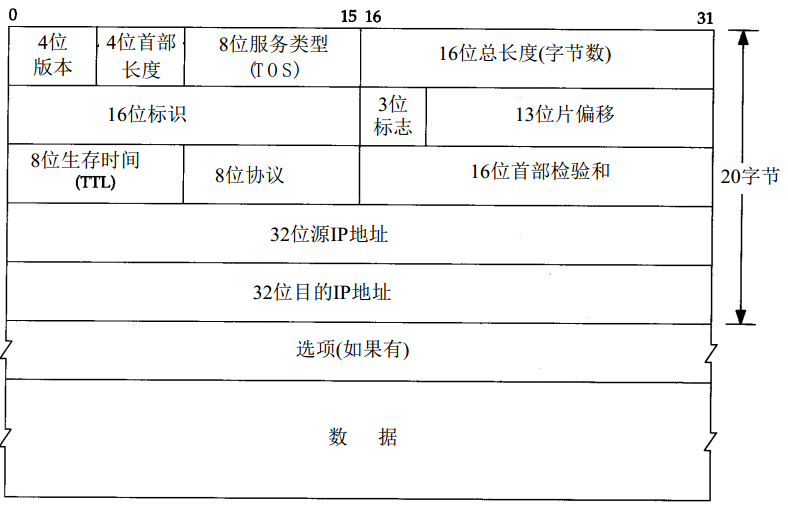 0 15 16 31
4位 4位首部 8位服务类型 16位总长度(字节数)
版本 长度 (TOS)
16位标识 3位 13位片偏移
标志
8位生存时间 8位协议 16位首部检验和
(TTL)
20字节
32位源IP地址
32位目的IP地址
选项(如果有)
数 据